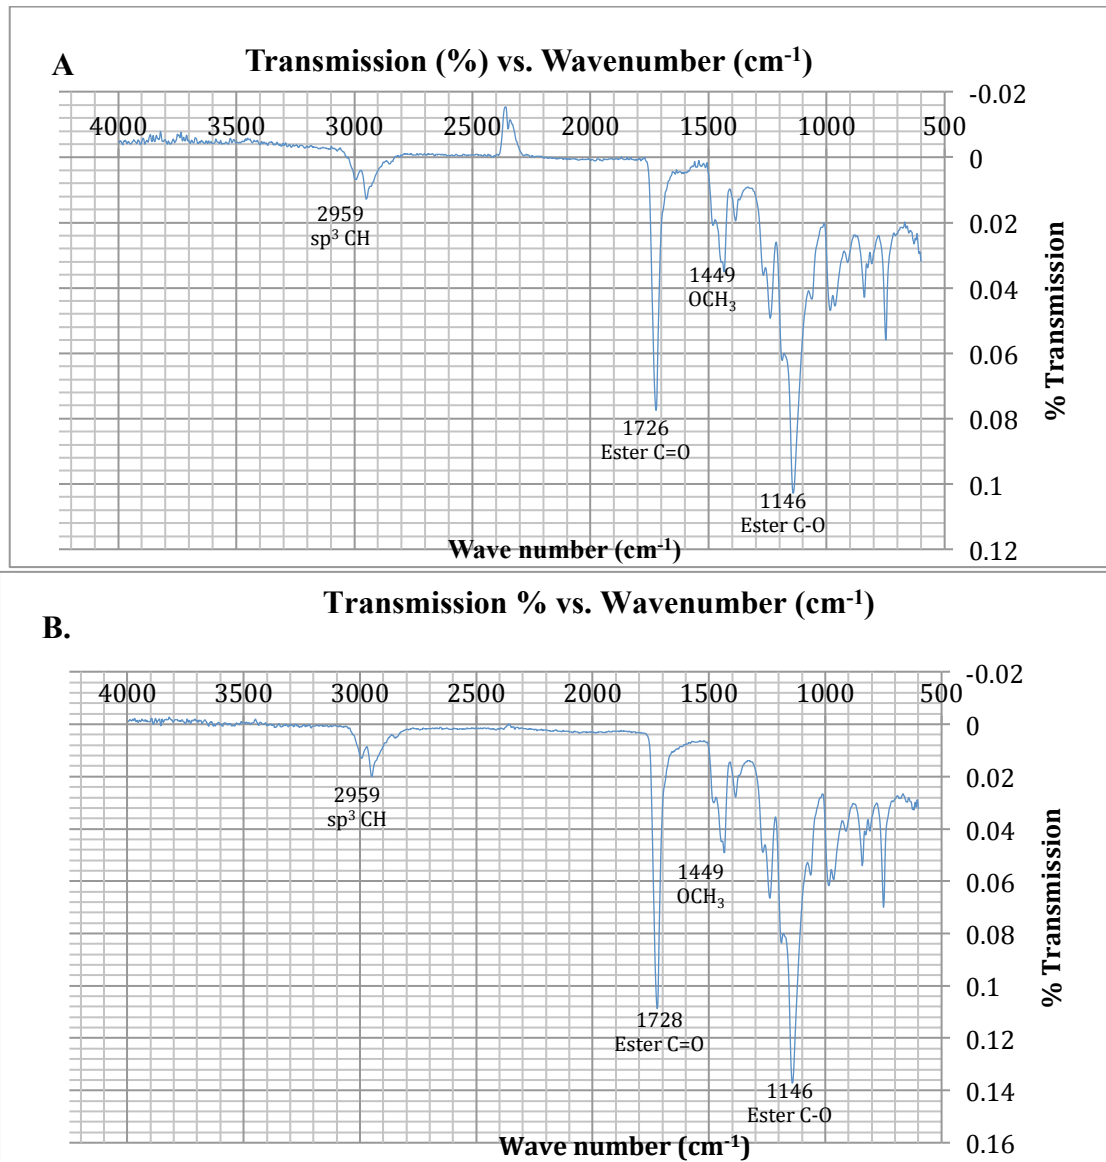 A
Transmission (%) vs. Wavenumber (cm⁻¹)
-0.02
4000 3500 3000 2500 2000 1500 1000 500
0
0.02
0.04
0.06
0.08
0.1
0.12
% Transmission
2959
sp³ CH
1449
OCH₃
1726
Ester C=O
1146
Ester C-O
Wave number (cm⁻¹)
Transmission % vs. Wavenumber (cm⁻¹)
B.
-0.02
4000 3500 3000 2500 2000 1500 1000 500
0
0.02
0.04
0.06
0.08
0.1
0.12
0.14
0.16
% Transmission
2959
sp³ CH
1449
OCH₃
1728
Ester C=O
1146
Ester C-O
Wave number (cm⁻¹)